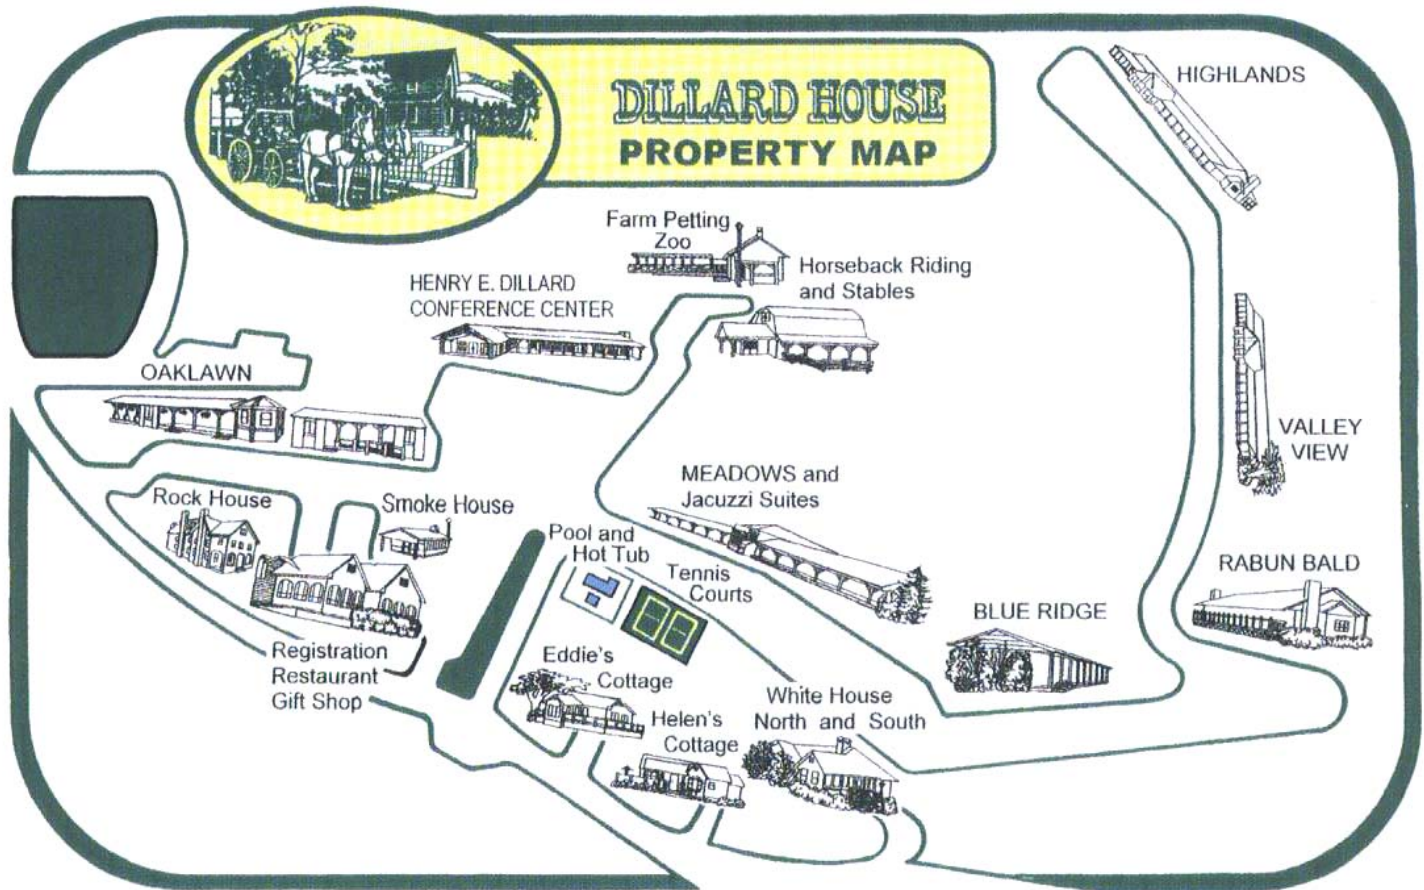 DILLARD HOUSE
PROPERTY MAP
HIGHLANDS
Farm Petting
Zoo
Horseback Riding
and Stables
HENRY E. DILLARD
CONFERENCE CENTER
OAKLAWN
VALLEY
VIEW
MEADOWS and
Jacuzzi Suites
Rock House
Smoke House
Pool and
Hot Tub
Tennis
Courts
RABUN BALD
BLUE RIDGE
Registration
Restaurant
Gift Shop
Eddie's
Cottage
Helen's
Cottage
White House
North and South